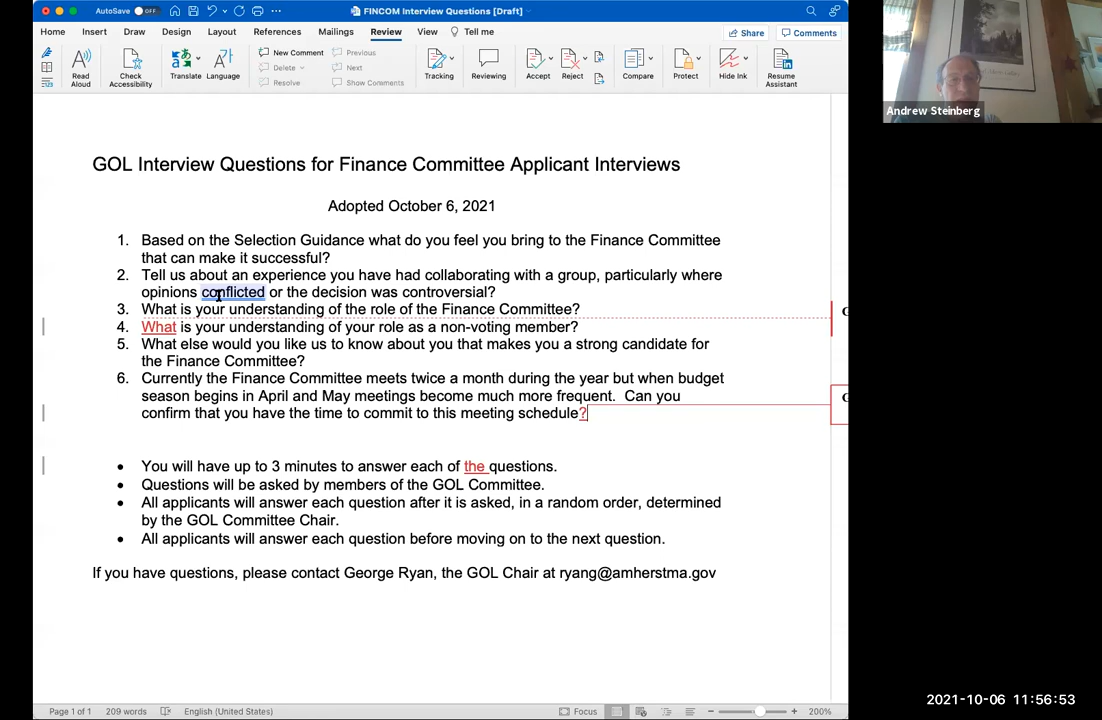 AutoSave OFF FINCOM Interview Questions [Draft]
Home Insert Draw Design Layout References Mailings Review View Tell me Share Comments
New Comment Previous
Delete Next
Resolve Show Comments
Read Aloud Check Accessibility Translate Language Tracking Reviewing Accept Reject Compare Protect Hide Ink Resume Assistant
Andrew Steinberg
GOL Interview Questions for Finance Committee Applicant Interviews
Adopted October 6, 2021
1. Based on the Selection Guidance what do you feel you bring to the Finance Committee
that can make it successful?
2. Tell us about an experience you have had collaborating with a group, particularly where
opinions conflicted or the decision was controversial?
3. What is your understanding of the role of the Finance Committee?
4. What is your understanding of your role as a non-voting member?
5. What else would you like us to know about you that makes you a strong candidate for
the Finance Committee?
6. Currently the Finance Committee meets twice a month during the year but when budget
season begins in April and May meetings become much more frequent. Can you
confirm that you have the time to commit to this meeting schedule?
• You will have up to 3 minutes to answer each of the questions.
• Questions will be asked by members of the GOL Committee.
• All applicants will answer each question after it is asked, in a random order, determined
by the GOL Committee Chair.
• All applicants will answer each question before moving on to the next question.
If you have questions, please contact George Ryan, the GOL Chair at ryang@amherstma.gov
Page 1 of 1 209 words English (United States) Focus 200%
2021-10-06 11:56:53